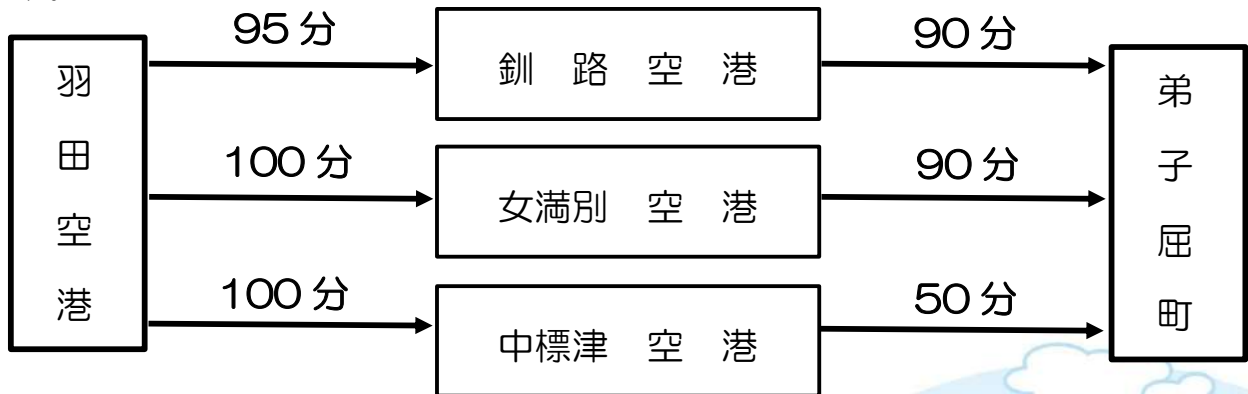 羽田空港
95分
釧路空港
90分
100分
女満別 空港
90分
100分
中標津 空港
50分
弟子屈町